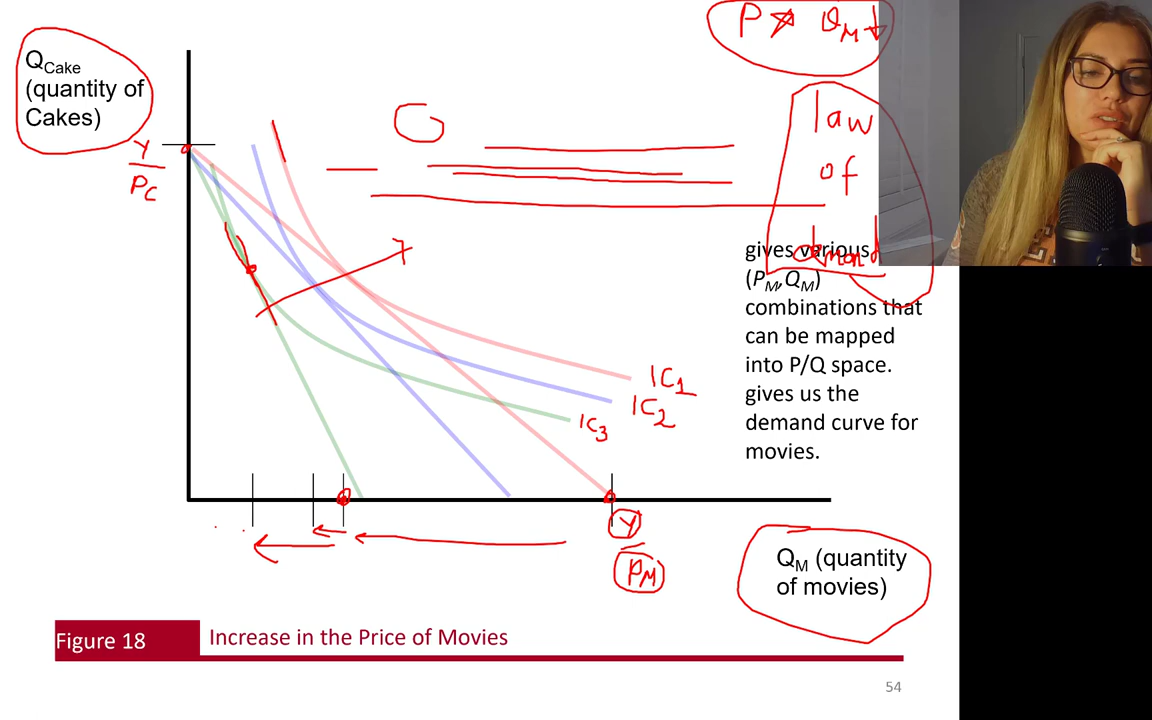 P ↗ Q_M ↓
law
of
demand
Q_Cake
(quantity of
Cakes)
Y
P_C
gives various
(P_M,Q_M)
combinations that
can be mapped
into P/Q space.
gives us the
demand curve for
movies.
IC_1
IC_2
IC_3
Y
P_M
Q_M (quantity
of movies)
Figure 18 Increase in the Price of Movies
54